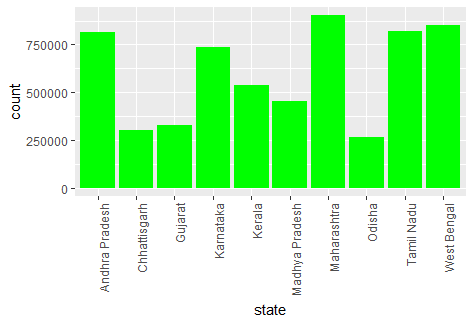 750000
500000
250000
0
count
Andhra Pradesh
Chhattisgarh
Gujarat
Karnataka
Kerala
Madhya Pradesh
Maharashtra
Odisha
Tamil Nadu
West Bengal
state